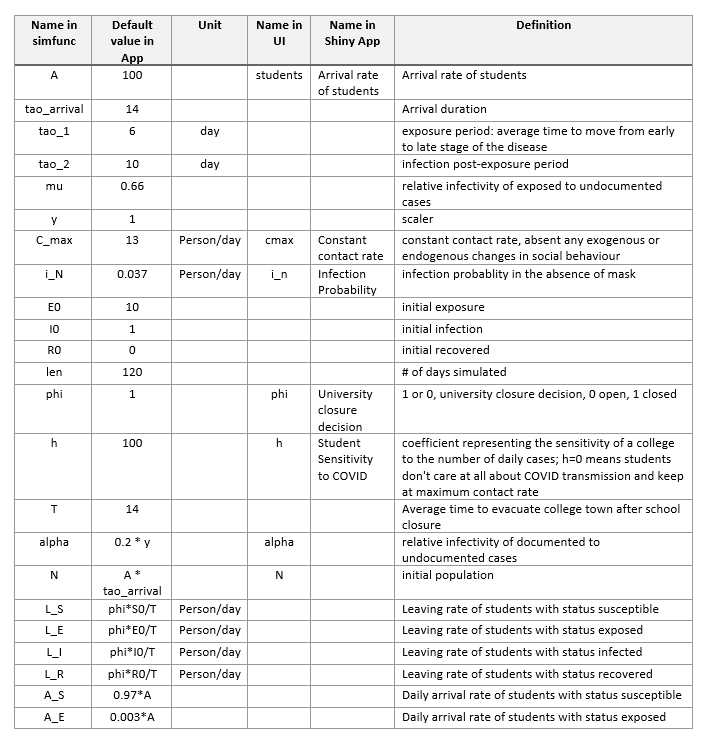 Name in simfunc | Default value in App | Unit | Name in UI | Name in Shiny App | Definition
A | 100 | | students | Arrival rate of students | Arrival rate of students
tao_arrival | 14 | | | | Arrival duration
tao_1 | 6 | day | | | exposure period: average time to move from early to late stage of the disease
tao_2 | 10 | day | | | infection post-exposure period
mu | 0.66 | | | | relative infectivity of exposed to undocumented cases
y | 1 | | | | scaler
C_max | 13 | Person/day | cmax | Constant contact rate | constant contact rate, absent any exogenous or endogenous changes in social behaviour
i_N | 0.037 | Person/day | i_n | Infection Probability | infection probablity in the absence of mask
E0 | 10 | | | | initial exposure
I0 | 1 | | | | initial infection
R0 | 0 | | | | initial recovered
len | 120 | | | | # of days simulated
phi | 1 | | phi | University closure decision | 1 or 0, university closure decision, 0 open, 1 closed
h | 100 | | h | Student Sensitivity to COVID | coefficient representing the sensitivity of a college to the number of daily cases; h=0 means students don't care at all about COVID transmission and keep at maximum contact rate
T | 14 | | | | Average time to evacuate college town after school closure
alpha | 0.2 * y | | alpha | | relative infectivity of documented to undocumented cases
N | A * tao_arrival | | N | | initial population
L_S | phi*S0/T | Person/day | | | Leaving rate of students with status susceptible
L_E | phi*E0/T | Person/day | | | Leaving rate of students with status exposed
L_I | phi*I0/T | Person/day | | | Leaving rate of students with status infected
L_R | phi*R0/T | Person/day | | | Leaving rate of students with status recovered
A_S | 0.97*A | | | | Daily arrival rate of students with status susceptible
A_E | 0.003*A | | | | Daily arrival rate of students with status exposed